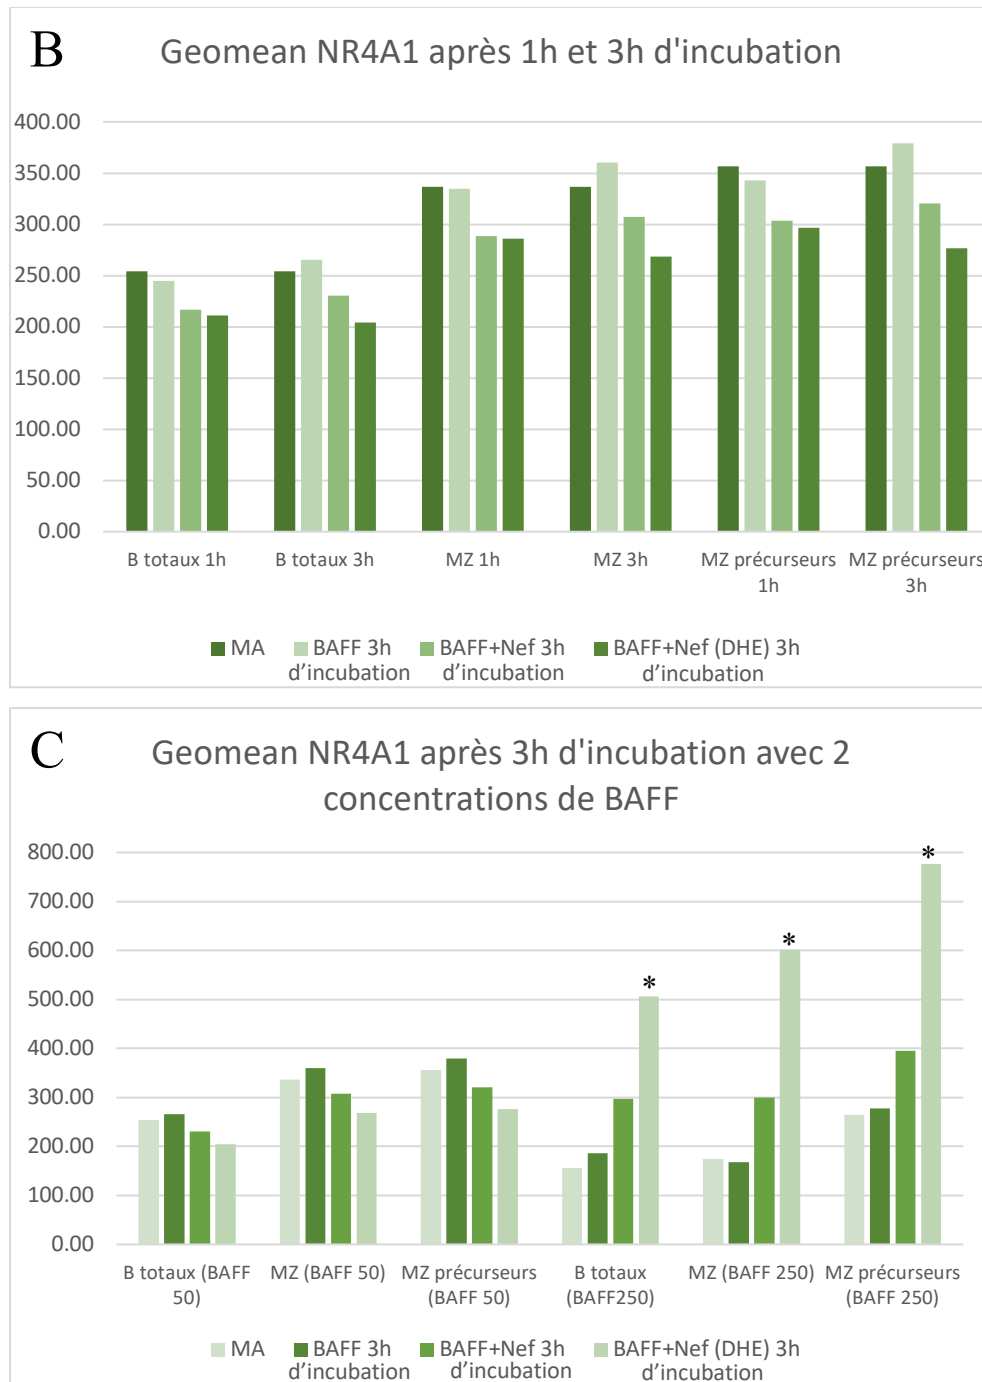 B
Geomean NR4A1 après 1h et 3h d'incubation
400.00
350.00
300.00
250.00
200.00
150.00
100.00
50.00
0.00
B totaux 1h
B totaux 3h
MZ 1h
MZ 3h
MZ précurseurs
1h
MZ précurseurs
3h
MA
BAFF 3h
d’incubation
BAFF+Nef 3h
d’incubation
BAFF+Nef (DHE) 3h
d’incubation
C
Geomean NR4A1 après 3h d'incubation avec 2
concentrations de BAFF
800.00
700.00
600.00
500.00
400.00
300.00
200.00
100.00
0.00
*
*
*
B totaux (BAFF
50)
MZ (BAFF 50)
MZ précurseurs
(BAFF 50)
B totaux
(BAFF250)
MZ (BAFF 250)
MZ précurseurs
(BAFF 250)
MA
BAFF 3h
d’incubation
BAFF+Nef 3h
d’incubation
BAFF+Nef (DHE) 3h
d’incubation